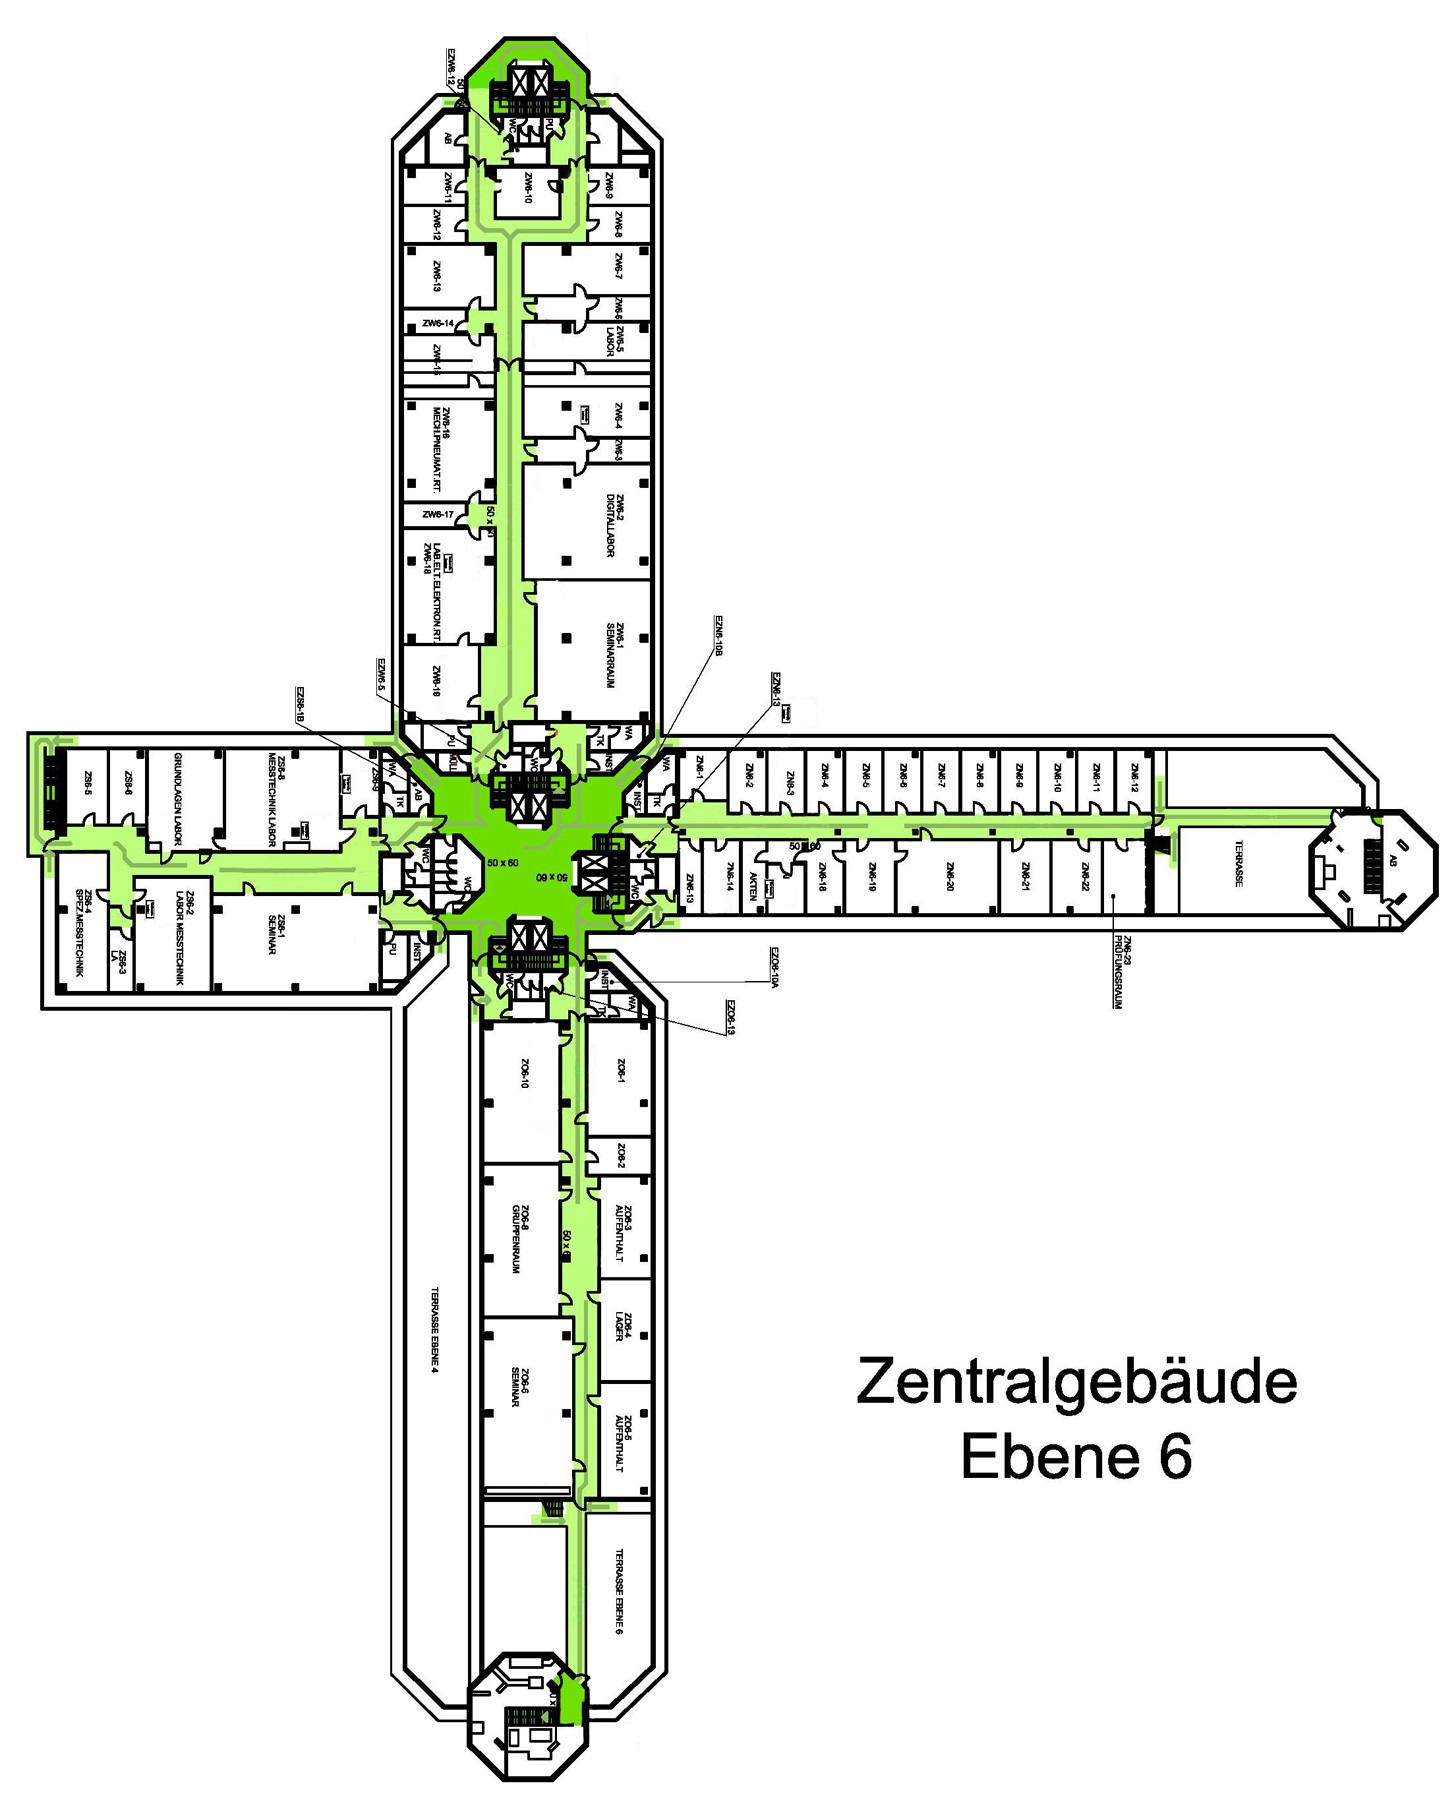 EZW6-12
WC
PU
AB
ZW6-11
ZW6-10
ZW6-9
ZW6-12
ZW6-8
ZW6-13
ZW6-7
ZW6-6
ZW6-14
ZW6-5
LABOR
ZW6-15
ZW6-16
MECH.PNEUMAT.RT.
ZW6-4
ZW6-3
ZW6-17
50 x 60
ZW6-2
DIGITALLABOR
LAB.ELT.ELEKTRON.RT.
ZW6-18
ZW6-1
SEMINARRAUM
ZW6-19
EZW6-5
EZS6-1B
EZN6-10B
EZN6-13
PU
WC
TK
WA
INST
ZS6-5
ZS6-6
GRUNDLAGEN LABOR
ZS6-8
MESSTECHNIK LABOR
ZS6-9
WA
TK
AB
INST
TK
WA
ZN6-1
ZN6-2
ZN6-3
ZN6-4
ZN6-5
ZN6-6
ZN6-7
ZN6-8
ZN6-9
ZN6-10
ZN6-11
ZN6-12
50 x 60
50 x 60
50 x 60
WC
WC
WC
ZN6-13
ZN6-14
AKTEN
ZN6-18
ZN6-19
ZN6-20
ZN6-21
ZN6-22
ZN6-23
PRÜFUNGSRAUM
TERRASSE
AB
ZS6-4
SPEZ.MESSTECHNIK
ZS6-3
LA
ZS6-2
LABOR MESSTECHNIK
ZS6-1
SEMINAR
PU
INST
WC
INST
TK
WA
EZO6-10A
EZO6-13
ZO6-10
ZO6-1
ZO6-2
ZO6-8
GRUPPENRAUM
ZO6-3
AUFENTHALT
TERRASSE EBENE 4
ZO6-4
LAGER
ZO6-6
SEMINAR
ZO6-5
AUFENTHALT
TERRASSE EBENE 6
Zentralgebäude
Ebene 6